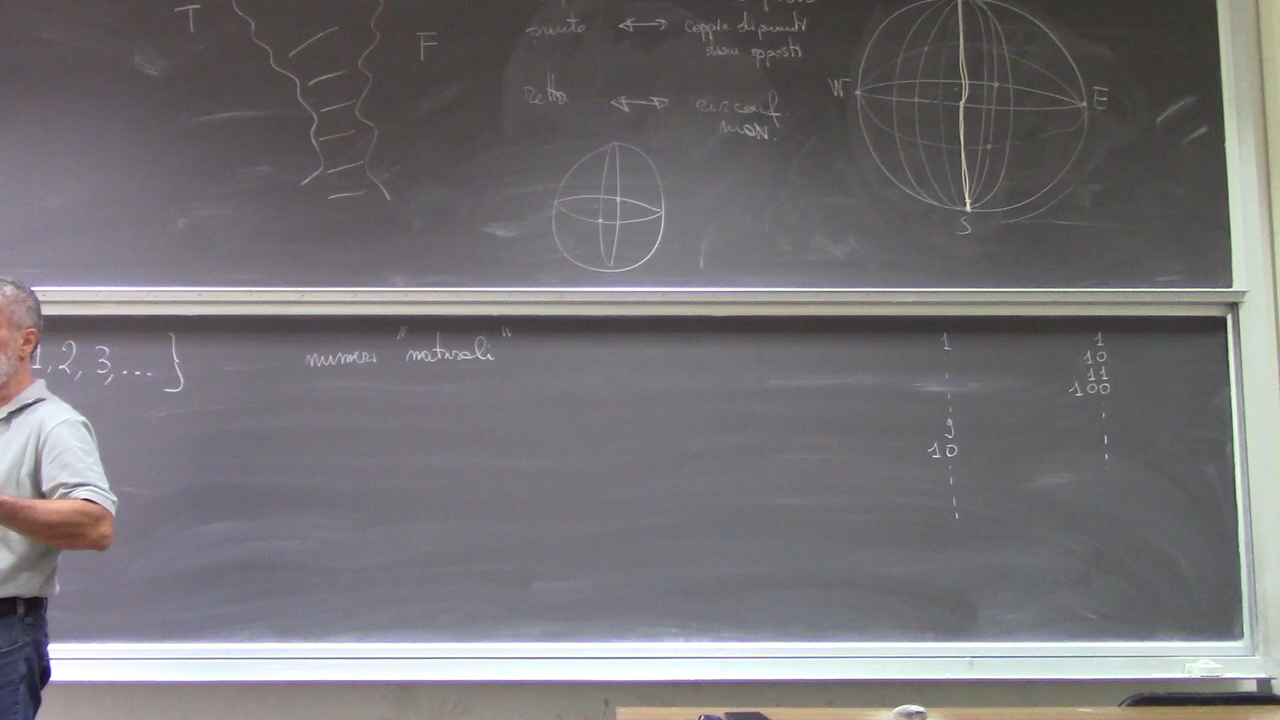 T
F
punto ↔ coppie di punti
diam. opposti
retta ↔ circonf.
max.
W
E
S
1, 2, 3, ... }
numeri "naturali"
1
9
10
1
10
11
100